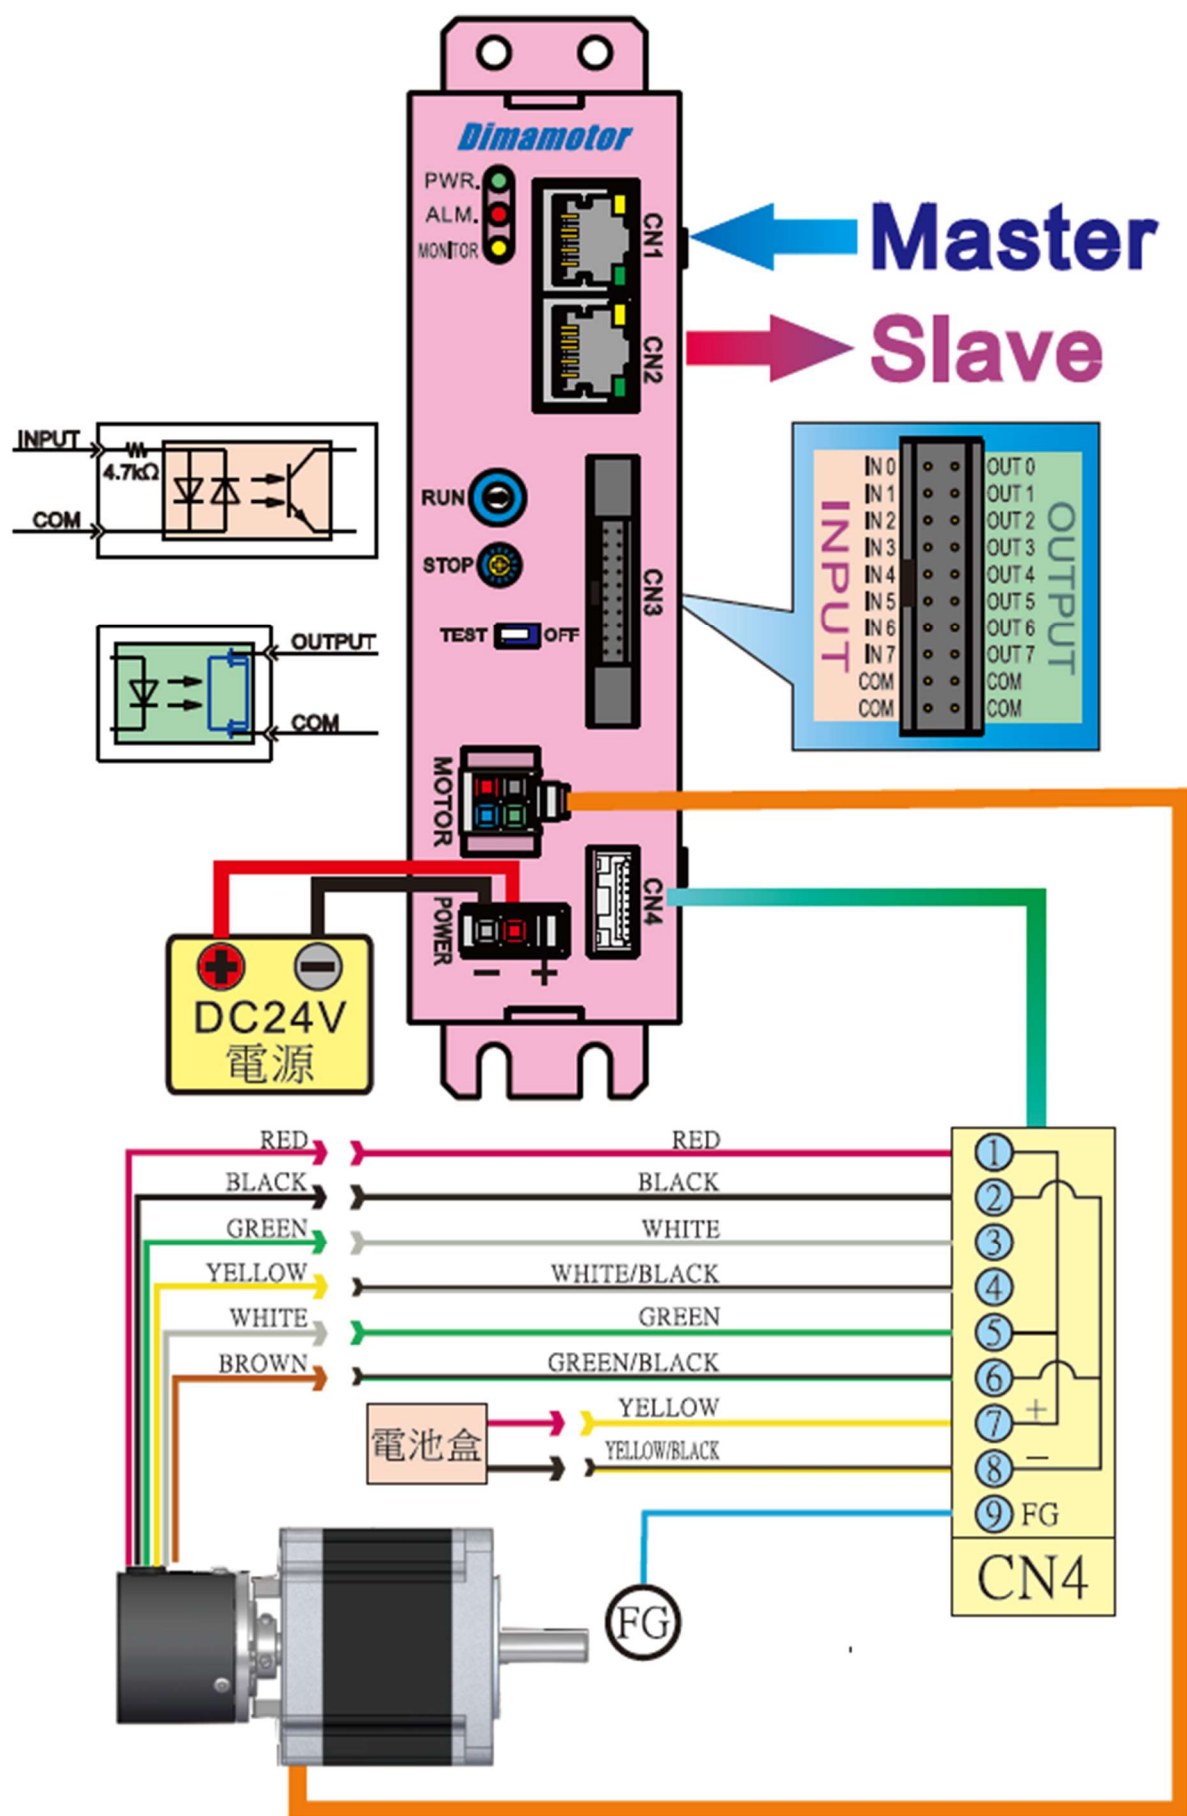 Dimamotor
PWR.
ALM.
MONITOR
CN1
Master
CN2
Slave
INPUT
4.7kΩ
COM
RUN
STOP
TEST OFF
CN3
OUTPUT
COM
INPUT
OUTPUT
IN 0 OUT 0
IN 1 OUT 1
IN 2 OUT 2
IN 3 OUT 3
IN 4 OUT 4
IN 5 OUT 5
IN 6 OUT 6
IN 7 OUT 7
COM COM
COM COM
MOTOR
POWER
CN4
− +
DC24V
電源
RED RED 1
BLACK BLACK 2
GREEN WHITE 3
YELLOW WHITE/BLACK 4
WHITE GREEN 5
BROWN GREEN/BLACK 6
電池盒
YELLOW 7 +
YELLOW/BLACK 8 −
9 FG
CN4
FG